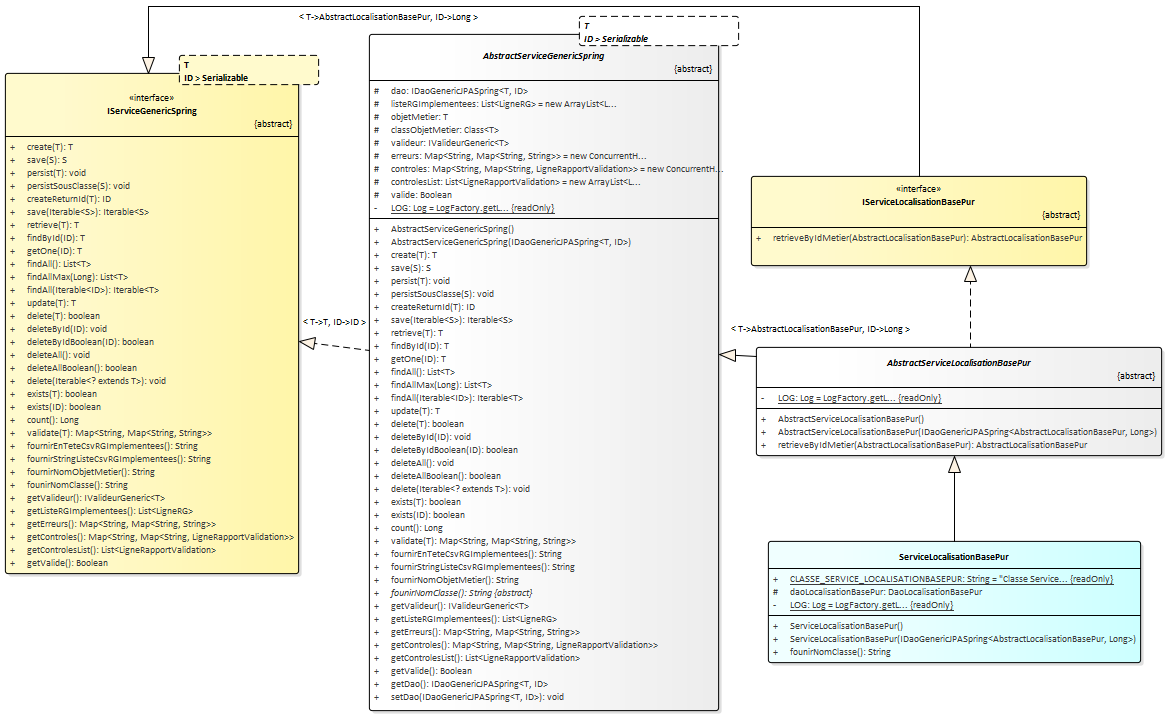 < T->AbstractLocalisationBasePur, ID->Long >
T
ID > Serializable
«interface»
IServiceGenericSpring
{abstract}
+ create(T): T
+ save(S): S
+ persist(T): void
+ persistSousClasse(S): void
+ createReturnId(T): ID
+ save(Iterable<S>): Iterable<S>
+ retrieve(T): T
+ findById(ID): T
+ getOne(ID): T
+ findAll(): List<T>
+ findAllMax(Long): List<T>
+ findAll(Iterable<ID>): Iterable<T>
+ update(T): T
+ delete(T): boolean
+ deleteById(ID): void
+ deleteByIdBoolean(ID): boolean
+ deleteAll(): void
+ deleteAllBoolean(): boolean
+ delete(Iterable<? extends T>): void
+ exists(T): boolean
+ exists(ID): boolean
+ count(): Long
+ validate(T): Map<String, Map<String, String>>
+ fournirEnTeteCsvRGImplementees(): String
+ fournirStringListeCsvRGImplementees(): String
+ fournirNomObjetMetier(): String
+ founirNomClasse(): String
+ getValideur(): IValideurGeneric<T>
+ getListeRGImplementees(): List<LigneRG>
+ getErreurs(): Map<String, Map<String, String>>
+ getControles(): Map<String, Map<String, LigneRapportValidation>>
+ getControlesList(): List<LigneRapportValidation>
+ getValide(): Boolean
< T->T, ID->ID >
T
ID > Serializable
AbstractServiceGenericSpring
{abstract}
# dao: IDaoGenericJPASpring<T, ID>
# listeRGImplementees: List<LigneRG> = new ArrayList<L...
# objetMetier: T
# classObjetMetier: Class<T>
# valideur: IValideurGeneric<T>
# erreurs: Map<String, Map<String, String>> = new ConcurrentH...
# controles: Map<String, Map<String, LigneRapportValidation>> = new ConcurrentH...
# controlesList: List<LigneRapportValidation> = new ArrayList<L...
# valide: Boolean
- LOG: Log = LogFactory.getL... {readOnly}
+ AbstractServiceGenericSpring()
+ AbstractServiceGenericSpring(IDaoGenericJPASpring<T, ID>)
+ create(T): T
+ save(S): S
+ persist(T): void
+ persistSousClasse(S): void
+ createReturnId(T): ID
+ save(Iterable<S>): Iterable<S>
+ retrieve(T): T
+ findById(ID): T
+ getOne(ID): T
+ findAll(): List<T>
+ findAllMax(Long): List<T>
+ findAll(Iterable<ID>): Iterable<T>
+ update(T): T
+ delete(T): boolean
+ deleteById(ID): void
+ deleteByIdBoolean(ID): boolean
+ deleteAll(): void
+ deleteAllBoolean(): boolean
+ delete(Iterable<? extends T>): void
+ exists(T): boolean
+ exists(ID): boolean
+ count(): Long
+ validate(T): Map<String, Map<String, String>>
+ fournirEnTeteCsvRGImplementees(): String
+ fournirStringListeCsvRGImplementees(): String
+ fournirNomObjetMetier(): String
+ founirNomClasse(): String {abstract}
+ getValideur(): IValideurGeneric<T>
+ getListeRGImplementees(): List<LigneRG>
+ getErreurs(): Map<String, Map<String, String>>
+ getControles(): Map<String, Map<String, LigneRapportValidation>>
+ getControlesList(): List<LigneRapportValidation>
+ getValide(): Boolean
+ getDao(): IDaoGenericJPASpring<T, ID>
+ setDao(IDaoGenericJPASpring<T, ID>): void
«interface»
IServiceLocalisationBasePur
{abstract}
+ retrieveByIdMetier(AbstractLocalisationBasePur): AbstractLocalisationBasePur
< T->AbstractLocalisationBasePur, ID->Long >
AbstractServiceLocalisationBasePur
{abstract}
- LOG: Log = LogFactory.getL... {readOnly}
+ AbstractServiceLocalisationBasePur()
+ AbstractServiceLocalisationBasePur(IDaoGenericJPASpring<AbstractLocalisationBasePur, Long>)
+ retrieveByIdMetier(AbstractLocalisationBasePur): AbstractLocalisationBasePur
ServiceLocalisationBasePur
+ CLASSE_SERVICE_LOCALISATIONBASEPUR: String = "Classe Service... {readOnly}
# daoLocalisationBasePur: DaoLocalisationBasePur
- LOG: Log = LogFactory.getL... {readOnly}
+ ServiceLocalisationBasePur()
+ ServiceLocalisationBasePur(IDaoGenericJPASpring<AbstractLocalisationBasePur, Long>)
+ founirNomClasse(): String